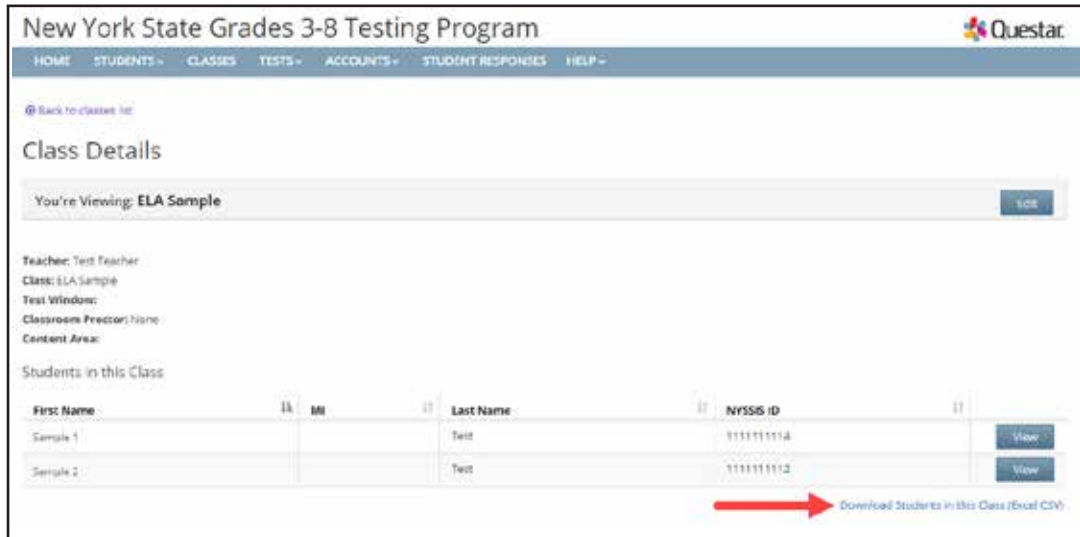 New York State Grades 3-8 Testing Program
Questar.
HOME STUDENTS CLASSES TESTS ACCOUNTS STUDENT RESPONSES HELP
Back to classes list
Class Details
You're Viewing: ELA Sample
Edit
Teacher: Test Teacher
Class: ELA Sample
Test Window:
Classroom Proctor: None
Content Area:
Students in this Class
First Name MI Last Name NYSSIS ID
Sample 1 Test View
Sample 2 Test 1111111112 View
Download Students in this Class (Excel CSV)